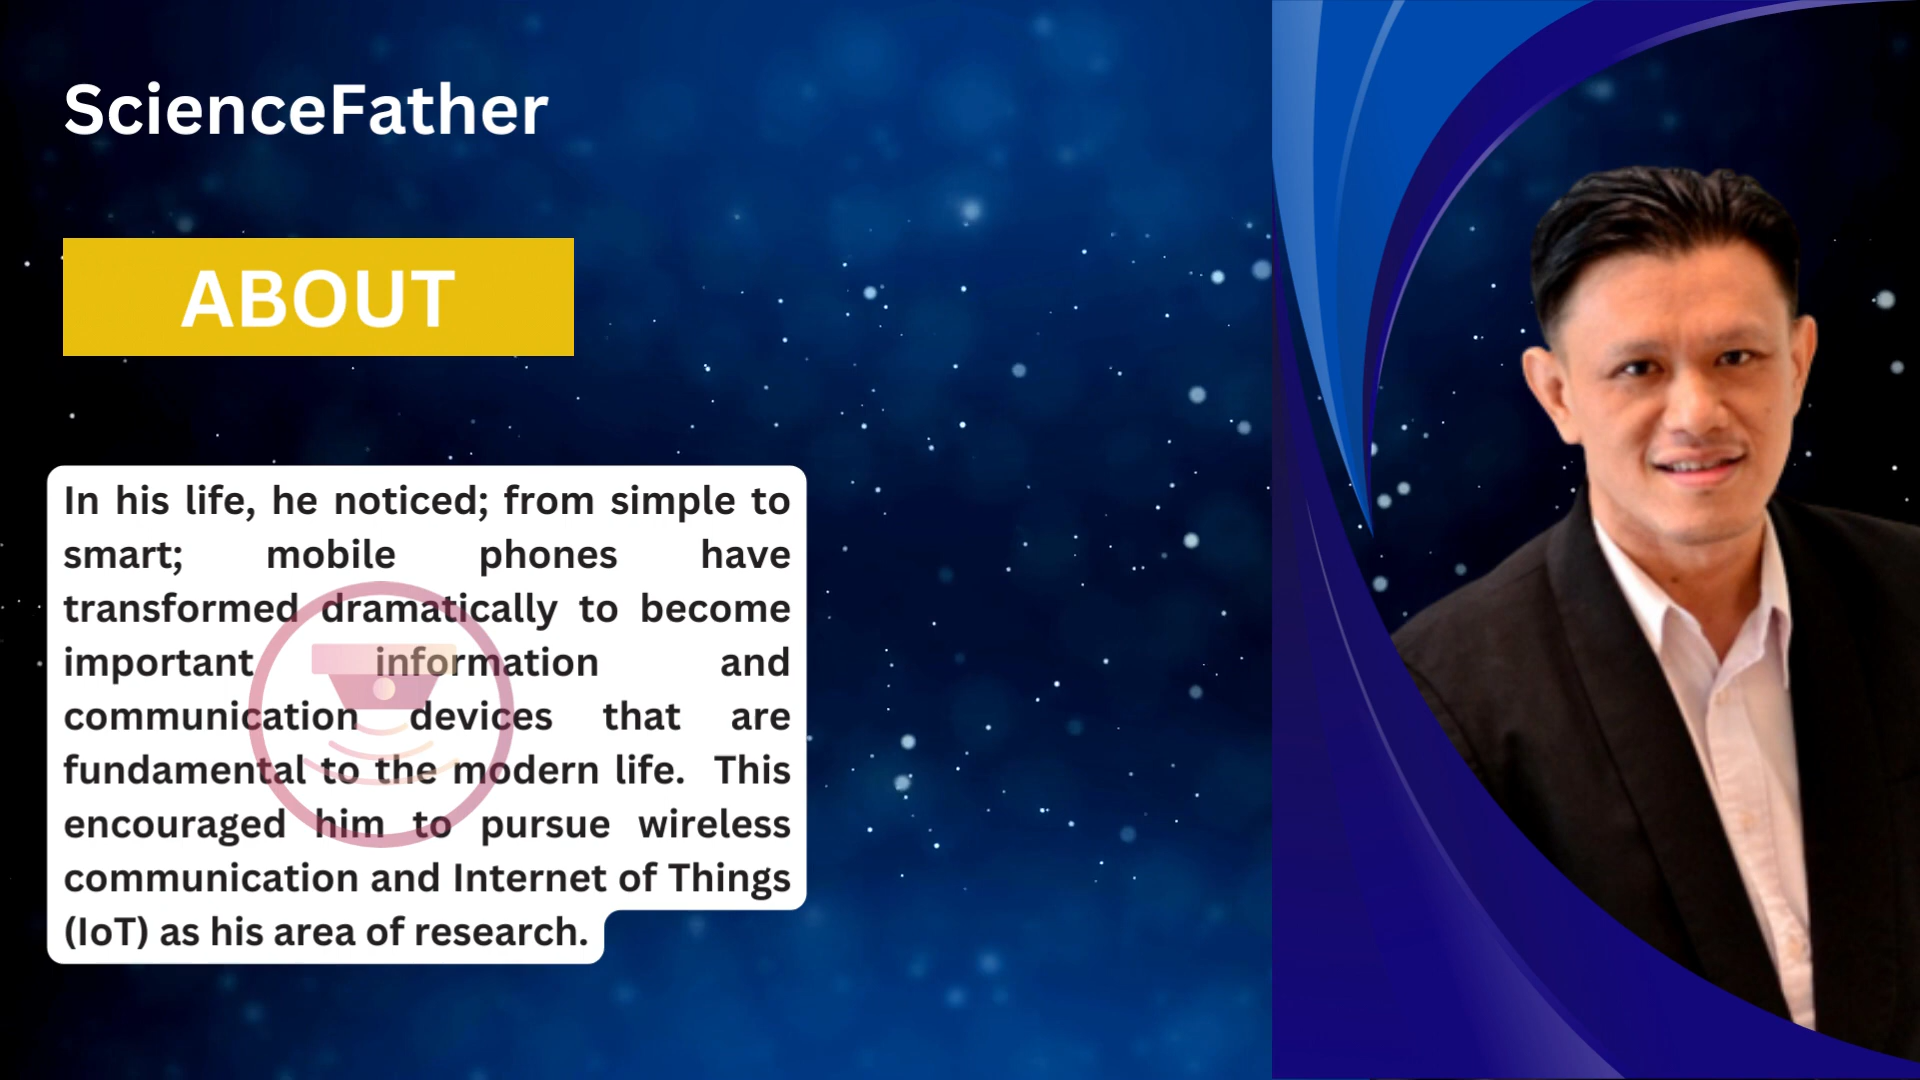 ScienceFather
ABOUT
In his life, he noticed; from simple to
smart; mobile phones have
transformed dramatically to become
important information and
communication devices that are
fundamental to the modern life. This
encouraged him to pursue wireless
communication and Internet of Things
(IoT) as his area of research.